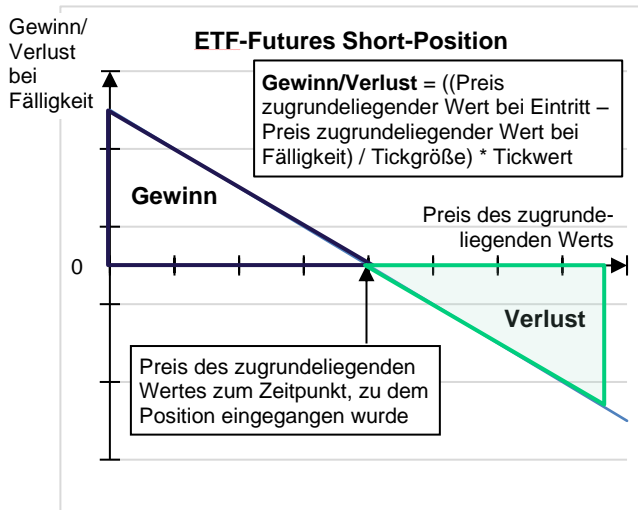 Gewinn/
Verlust
bei
Fälligkeit
ETF-Futures Short-Position
Gewinn/Verlust = ((Preis
zugrundeliegender Wert bei Eintritt –
Preis zugrundeliegender Wert bei
Fälligkeit) / Tickgröße) * Tickwert
Gewinn
Preis des zugrunde-
liegenden Werts
0
Verlust
Preis des zugrundeliegenden
Wertes zum Zeitpunkt, zu dem
Position eingegangen wurde